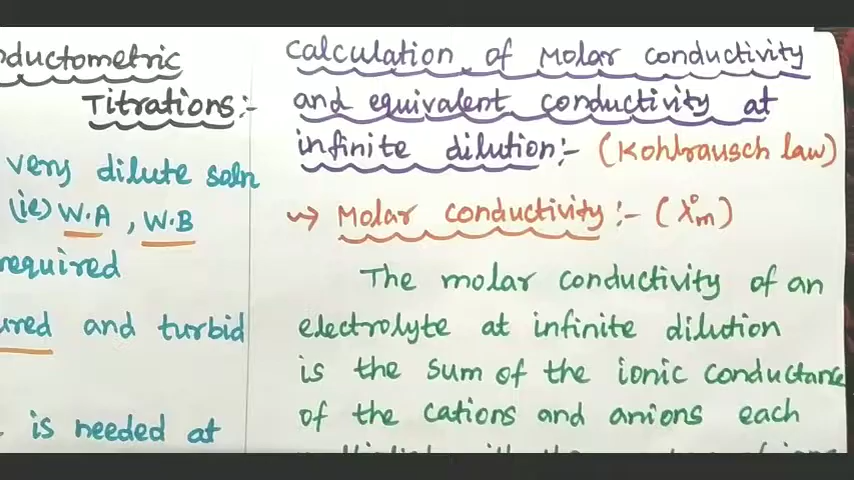 ductometric
Titrations:-
very dilute soln
(ie) W.A , W.B
required
and turbid
is needed at
Calculation of Molar conductivity
and equivalent conductivity at
infinite dilution:- (Kohlrausch law)
Molar conductivity:- (λ°m)
The molar conductivity of an
electrolyte at infinite dilution
is the sum of the ionic conductance
of the cations and anions each